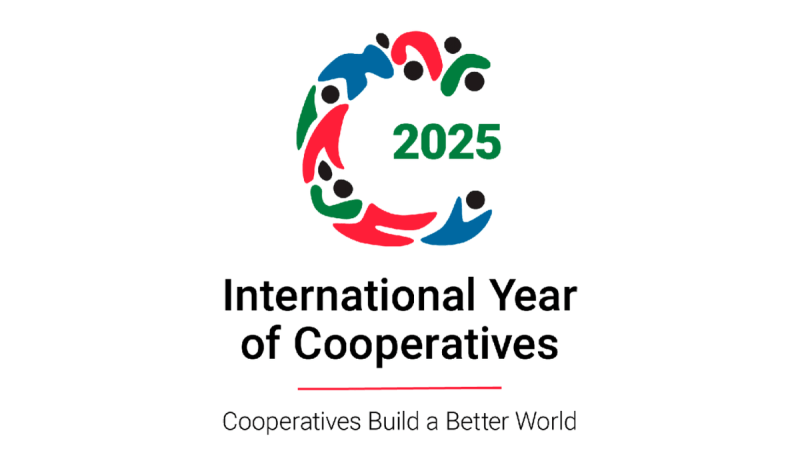 2025
International Year
of Cooperatives
Cooperatives Build a Better World